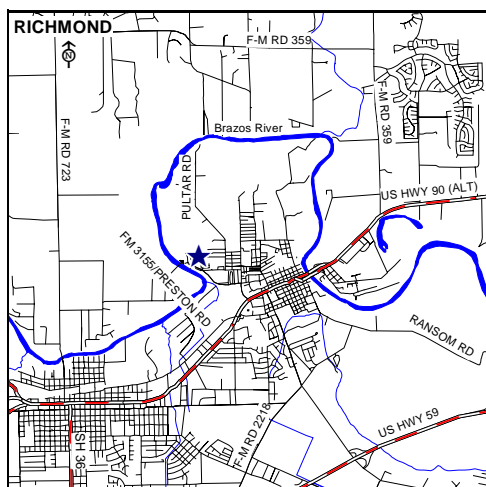 RICHMOND
N
F-M RD 359
F-M RD 723
Brazos River
PULTAR RD
F-M RD 359
US HWY 90 (ALT)
FM 3155/PRESTON RD
RANSOM RD
SH 36
F-M RD 2218
US HWY 59